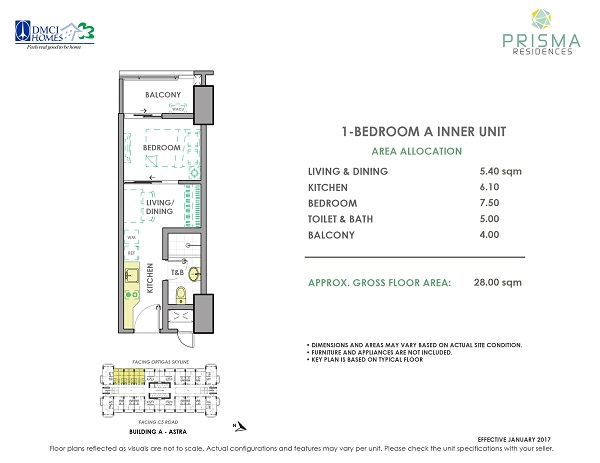 DMCI HOMES
Feels real good to be home
PRISMA
RESIDENCES
BALCONY
BEDROOM
LIVING/
DINING
WM
REF
KITCHEN
T&B
1-BEDROOM A INNER UNIT
AREA ALLOCATION
LIVING & DINING 5.40 sqm
KITCHEN 6.10
BEDROOM 7.50
TOILET & BATH 5.00
BALCONY 4.00
APPROX. GROSS FLOOR AREA: 28.00 sqm
• DIMENSIONS AND AREAS MAY VARY BASED ON ACTUAL SITE CONDITION.
• FURNITURE AND APPLIANCES ARE NOT INCLUDED.
• KEY PLAN IS BASED ON TYPICAL FLOOR
FACING ORTIGAS SKYLINE
FACING C5 ROAD
BUILDING A - ASTRA
N
EFFECTIVE JANUARY 2017
Floor plans reflected as visuals are not to scale. Actual configurations and features may vary per unit. Please check the unit specifications with your seller.